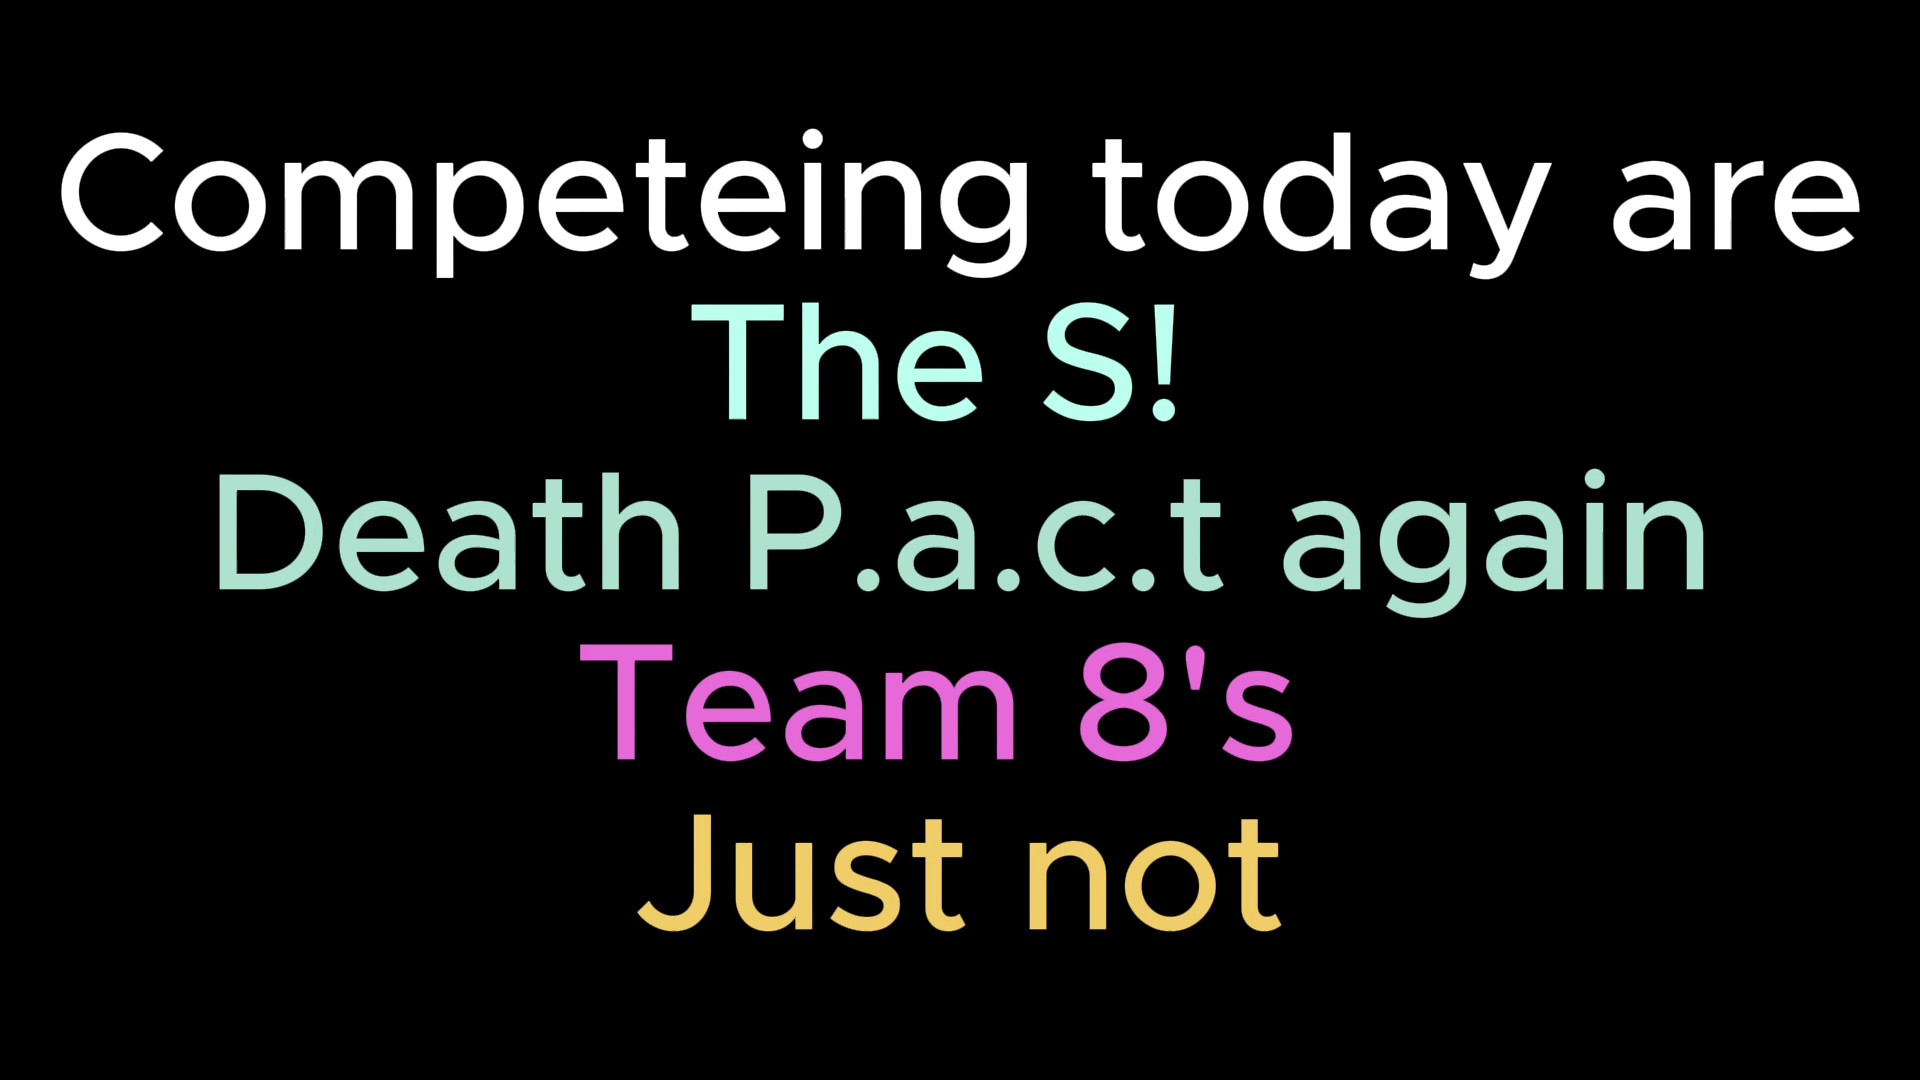 Competeing today are
The S!
Death P.a.c.t again
Team 8's
Just not